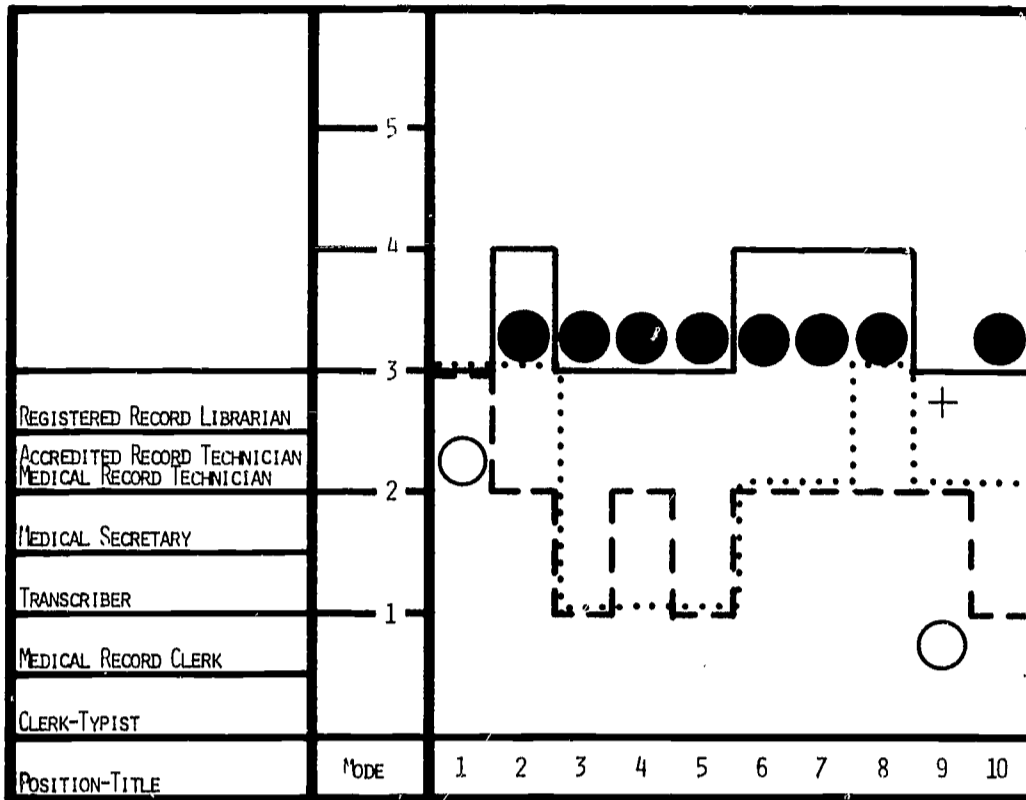 5
4
3
REGISTERED RECORD LIBRARIAN
ACCREDITED RECORD TECHNICIAN
MEDICAL RECORD TECHNICIAN
2
MEDICAL SECRETARY
TRANSCRIBER
1
MEDICAL RECORD CLERK
CLERK-TYPIST
POSITION-TITLE MODE 1 2 3 4 5 6 7 8 9 10